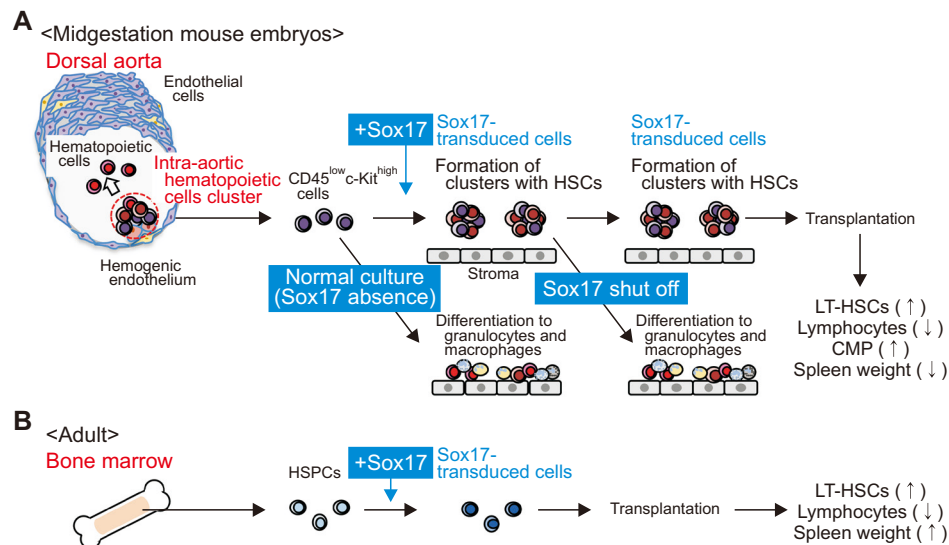 A
<Midgestation mouse embryos>
Dorsal aorta
Endothelial
cells
Hematopoietic
cells
Intra-aortic
hematopoietic
cells cluster
Hemogenic
endothelium
CD45low c-Kithigh
cells
+Sox17
Sox17-
transduced cells
Formation of
clusters with HSCs
Stroma
Sox17-
transduced cells
Formation of
clusters with HSCs
Transplantation
Normal culture
(Sox17 absence)
Sox17 shut off
Differentiation to
granulocytes and
macrophages
Differentiation to
granulocytes and
macrophages
LT-HSCs (↑)
Lymphocytes (↓)
CMP (↑)
Spleen weight (↓)
B
<Adult>
Bone marrow
HSPCs
+Sox17
Sox17-
transduced cells
Transplantation
LT-HSCs (↑)
Lymphocytes (↓)
Spleen weight (↑)